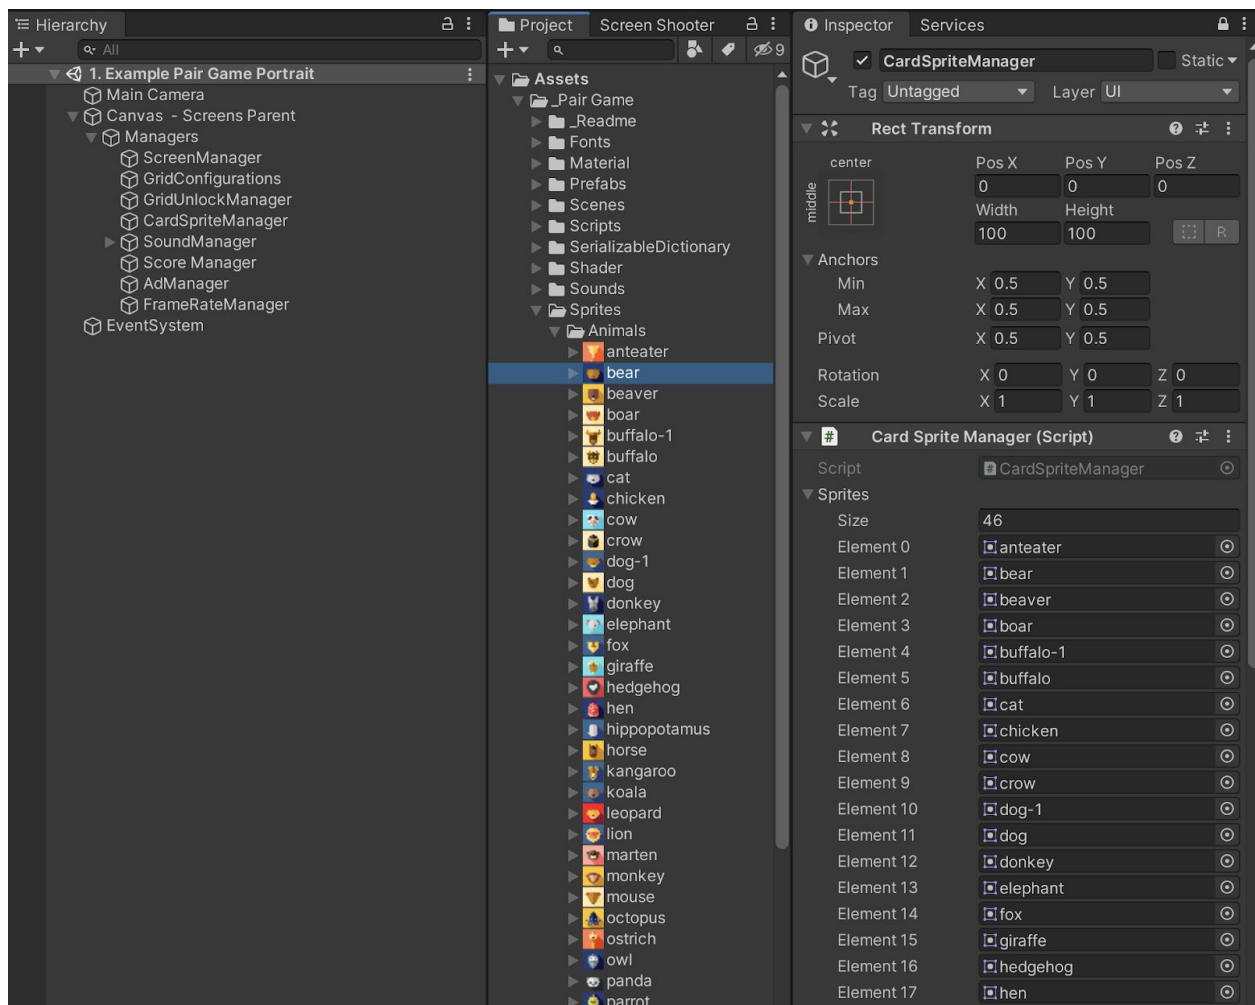 Hierarchy
All
1. Example Pair Game Portrait
Main Camera
Canvas - Screens Parent
Managers
ScreenManager
GridConfigurations
GridUnlockManager
CardSpriteManager
SoundManager
Score Manager
AdManager
FrameRateManager
EventSystem
Project Screen Shooter
9
Assets
_Pair Game
_Readme
Fonts
Material
Prefabs
Scenes
Scripts
SerializableDictionary
Shader
Sounds
Sprites
Animals
anteater
bear
beaver
boar
buffalo-1
buffalo
cat
chicken
cow
crow
dog-1
dog
donkey
elephant
fox
giraffe
hedgehog
hen
hippopotamus
horse
kangaroo
koala
leopard
lion
marten
monkey
mouse
octopus
ostrich
owl
panda
parrot
Inspector Services
CardSpriteManager Static
Tag Untagged Layer UI
Rect Transform
center Pos X Pos Y Pos Z
middle 0 0 0
Width Height
100 100 R
Anchors
Min X 0.5 Y 0.5
Max X 0.5 Y 0.5
Pivot X 0.5 Y 0.5
Rotation X 0 Y 0 Z 0
Scale X 1 Y 1 Z 1
# Card Sprite Manager (Script)
Script # CardSpriteManager
Sprites
Size 46
Element 0 anteater
Element 1 bear
Element 2 beaver
Element 3 boar
Element 4 buffalo-1
Element 5 buffalo
Element 6 cat
Element 7 chicken
Element 8 cow
Element 9 crow
Element 10 dog-1
Element 11 dog
Element 12 donkey
Element 13 elephant
Element 14 fox
Element 15 giraffe
Element 16 hedgehog
Element 17 hen